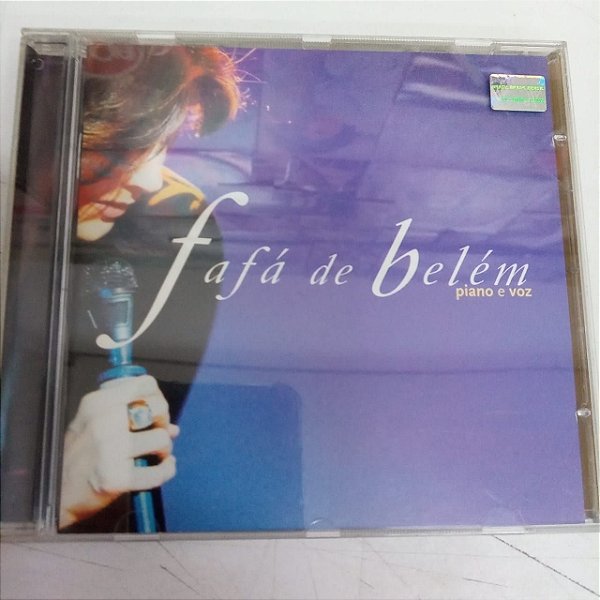 fafá de belém
piano e voz